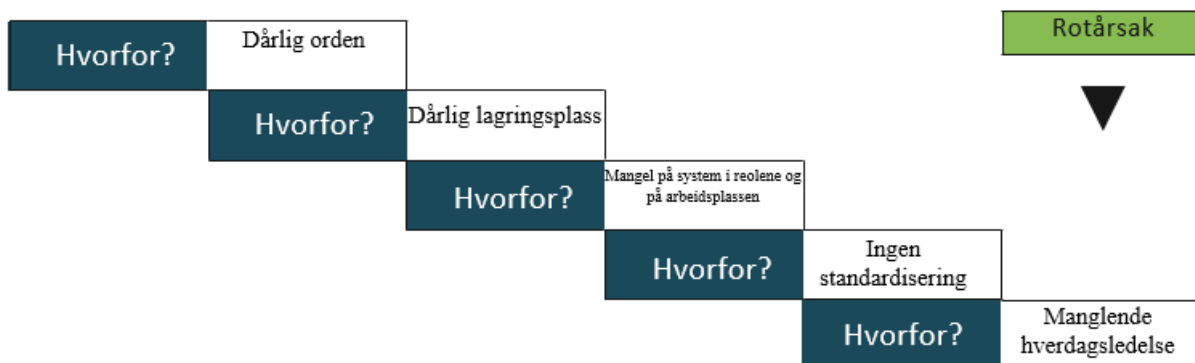 Rotårsak
Hvorfor?
Dårlig orden
Hvorfor?
Dårlig lagringsplass
Hvorfor?
Mangel på system i reolene og
på arbeidsplassen
Hvorfor?
Ingen
standardisering
Hvorfor?
Manglende
hverdagsledelse